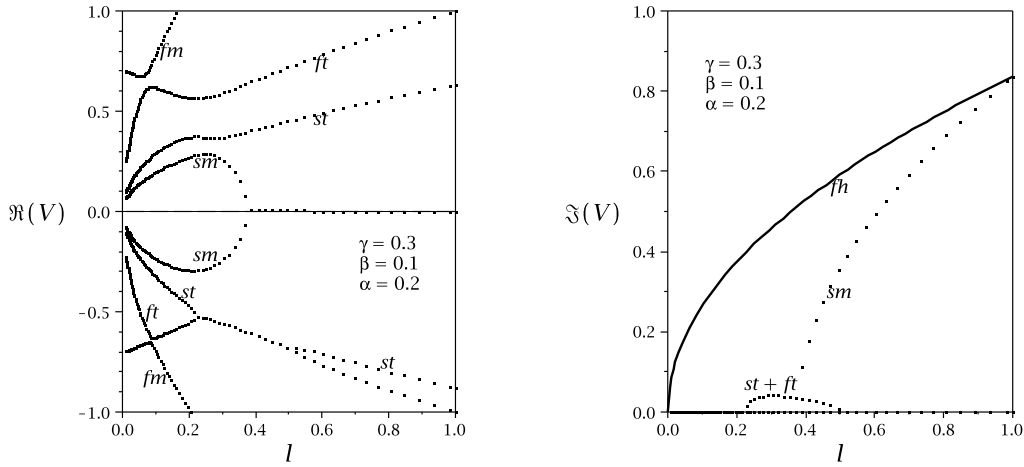 1.0
fm
ft
0.5
st
sm
ℜ(V)
0.0
sm
γ = 0.3
β = 0.1
α = 0.2
st
ft
-0.5
st
fm
-1.0
0.0 0.2 0.4 0.6 0.8 1.0
l
1.0
γ = 0.3
β = 0.1
α = 0.2
0.8
0.6
fh
ℑ(V)
0.4
sm
0.2
st + ft
0.0
0.0 0.2 0.4 0.6 0.8 1.0
l